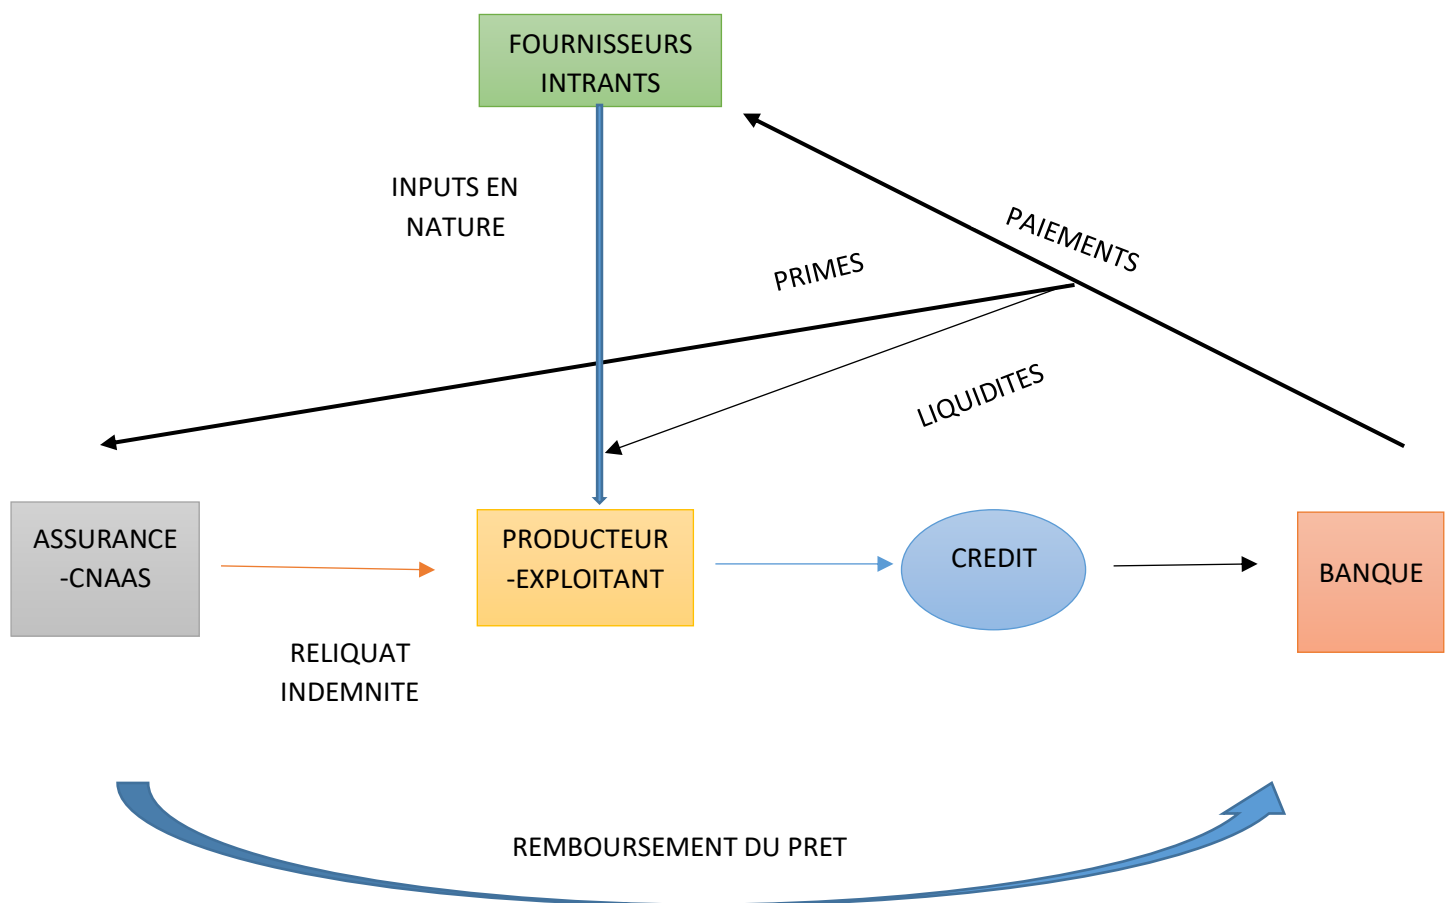 FOURNISSEURS
INTRANTS
INPUTS EN
NATURE
PAIEMENTS
PRIMES
LIQUIDITES
ASSURANCE
-CNAAS
PRODUCTEUR
-EXPLOITANT
CREDIT
BANQUE
RELIQUAT
INDEMNITE
REMBOURSEMENT DU PRET